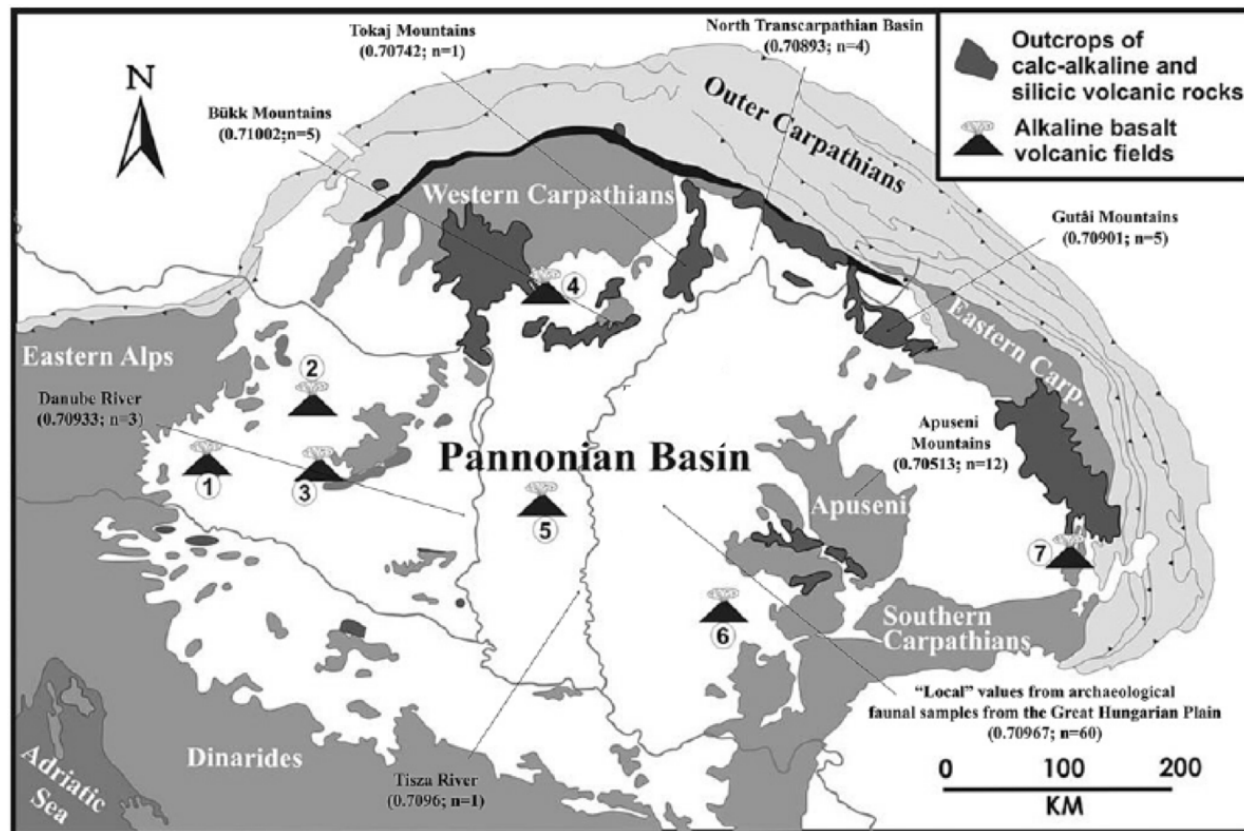 Tokaj Mountains
(0.70742; n=1)
North Transcarpathian Basin
(0.70893; n=4)
Outcrops of
calc-alkaline and
silicic volcanic rocks
Alkaline basalt
volcanic fields
N
Bükk Mountains
(0.71002;n=5)
Outer Carpathians
Western Carpathians
Gutâi Mountains
(0.70901; n=5)
4
Eastern Carp.
Eastern Alps
2
Danube River
(0.70933; n=3)
Apuseni
Mountains
(0.70513; n=12)
Pannonian Basin
1
3
5
Apuseni
7
6
Southern
Carpathians
"Local" values from archaeological
faunal samples from the Great Hungarian Plain
(0.70967, n=60)
Dinarides
Adriatic
Sea
Tisza River
(0.7096; n=1)
0 100 200
KM